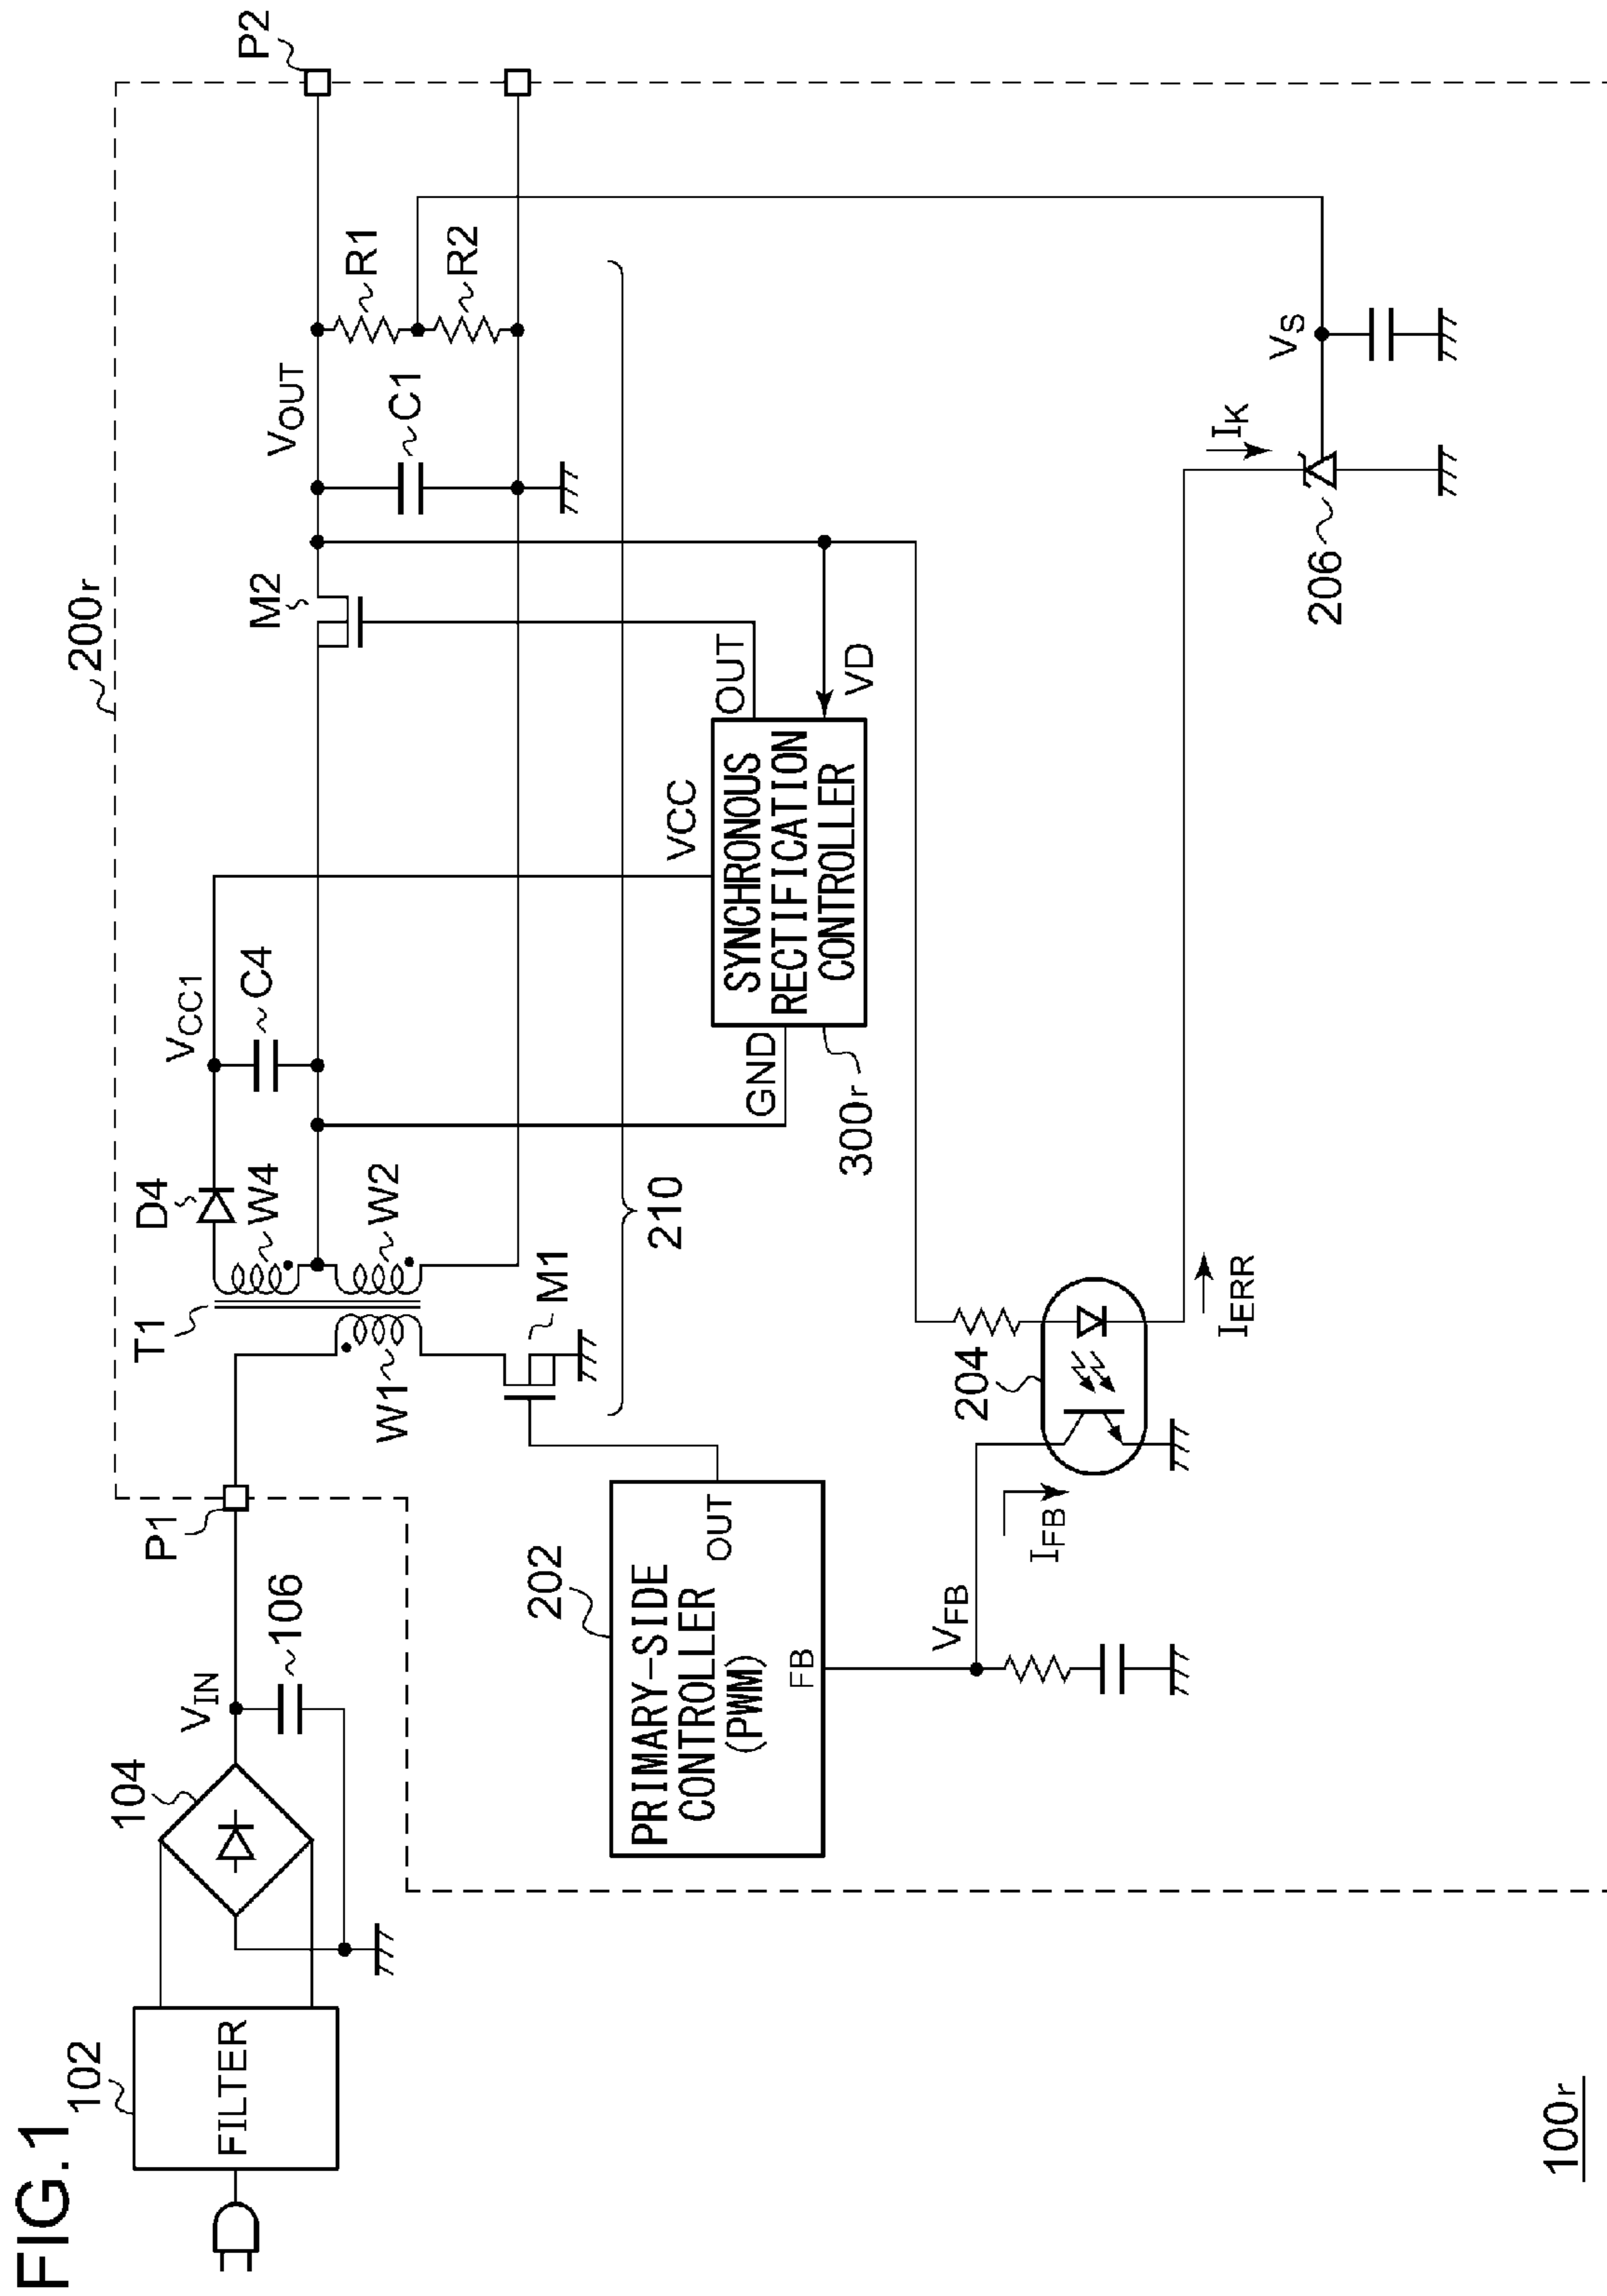 FIG.1
200r
P2
T1
D4
VCC1
W4
C4
M2
VOUT
R1
R2
C1
W2
W1
M1
P1
VIN
106
104
102
FILTER
210
VCC
OUT
GND
SYNCHRONOUS
RECTIFICATION
CONTROLLER
VD
300r
202
PRIMARY-SIDE
CONTROLLER
(PWM)
OUT
FB
VFB
IFB
204
IERR
IK
206
VS
100r